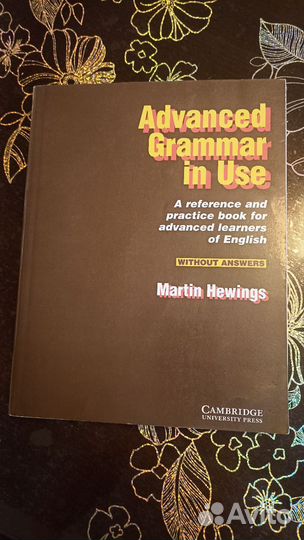 Advanced
Grammar
in Use
A reference and
practice book for
advanced learners
of English
WITHOUT ANSWERS
Martin Hewings
CAMBRIDGE
UNIVERSITY PRESS
Avito